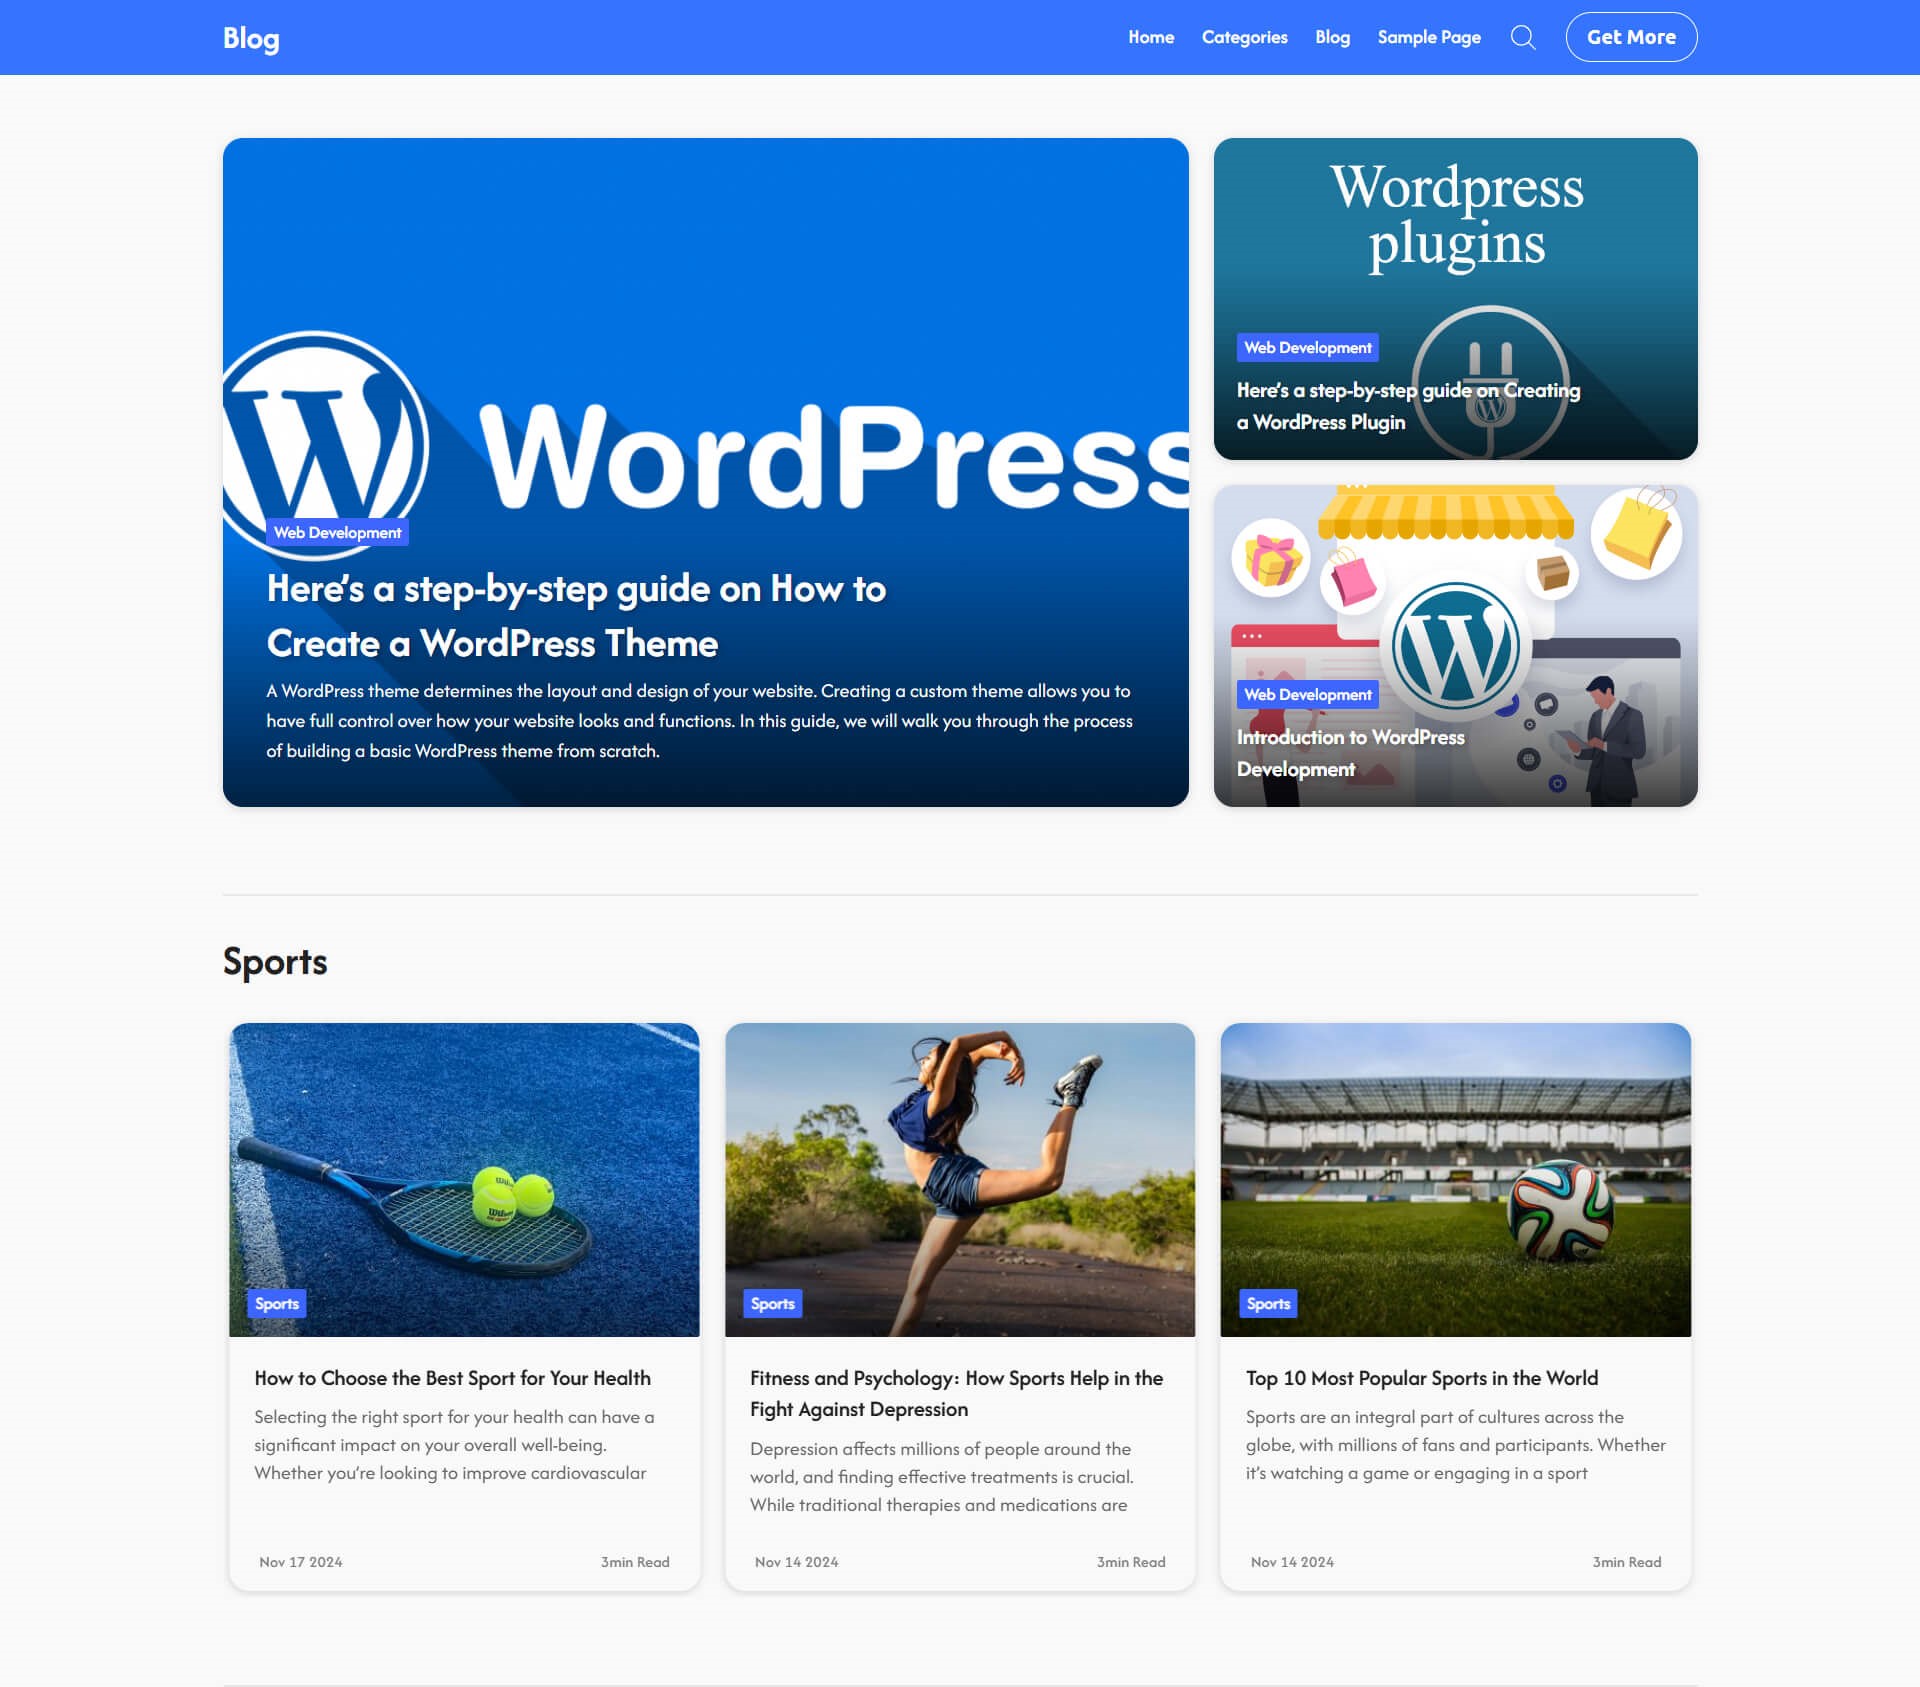 Blog
Home
Categories
Blog
Sample Page
Get More
WordPress
Web Development
Here's a step-by-step guide on How to
Create a WordPress Theme
A WordPress theme determines the layout and design of your website. Creating a custom theme allows you to
have full control over how your website looks and functions. In this guide, we will walk you through the process
of building a basic WordPress theme from scratch.
Wordpress
plugins
Web Development
Here's a step-by-step guide on Creating
a WordPress Plugin
Web Development
Introduction to WordPress
Development
Sports
Wilson
Sports
How to Choose the Best Sport for Your Health
Selecting the right sport for your health can have a
significant impact on your overall well-being.
Whether you're looking to improve cardiovascular
Nov 17 2024
3min Read
Sports
Fitness and Psychology: How Sports Help in the
Fight Against Depression
Depression affects millions of people around the
world, and finding effective treatments is crucial.
While traditional therapies and medications are
Nov 14 2024
3min Read
Sports
Top 10 Most Popular Sports in the World
Sports are an integral part of cultures across the
globe, with millions of fans and participants. Whether
it's watching a game or engaging in a sport
Nov 14 2024
3min Read